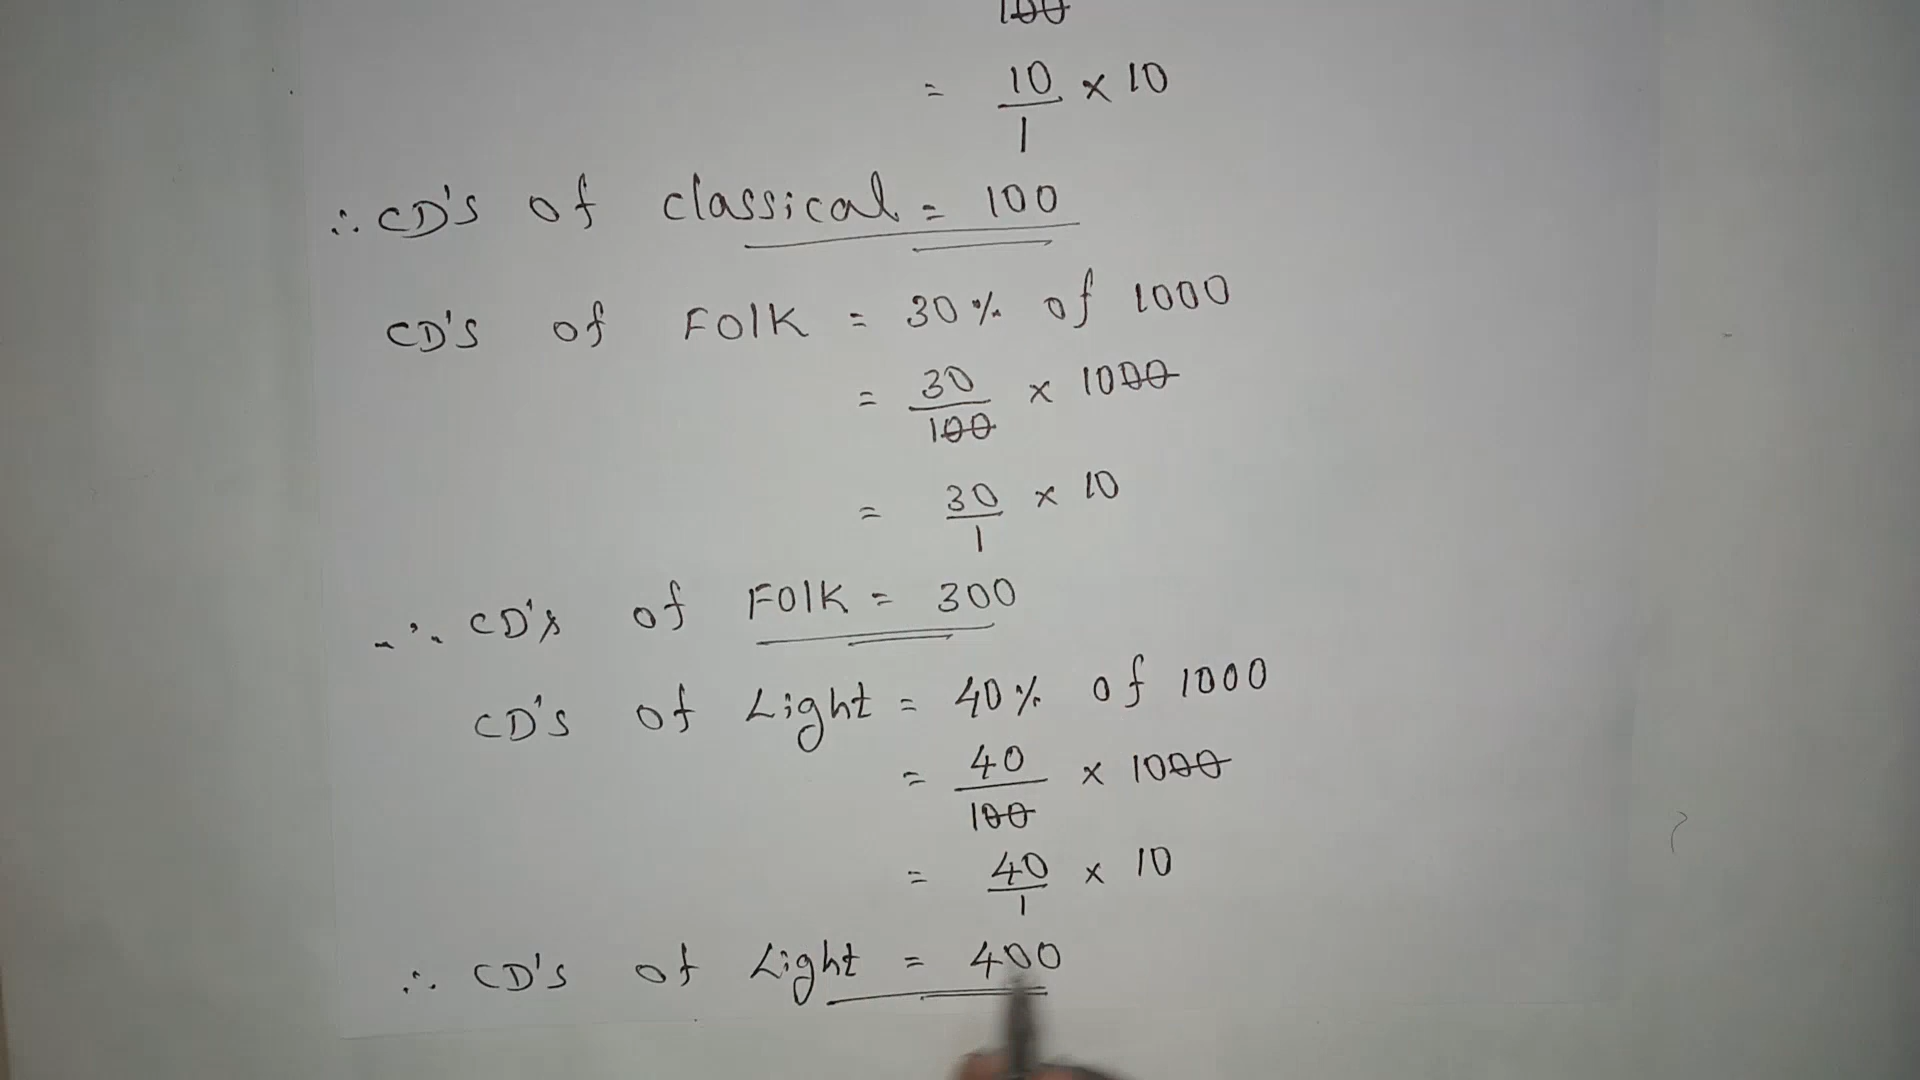 100
= 10/1 × 10
∴ CD's of classical = 100
CD's of Folk = 30% of 1000
= 30/100 × 1000
= 30/1 × 10
∴ CD's of Folk = 300
CD's of Light = 40% of 1000
= 40/100 × 1000
= 40/1 × 10
∴ CD's of Light = 400